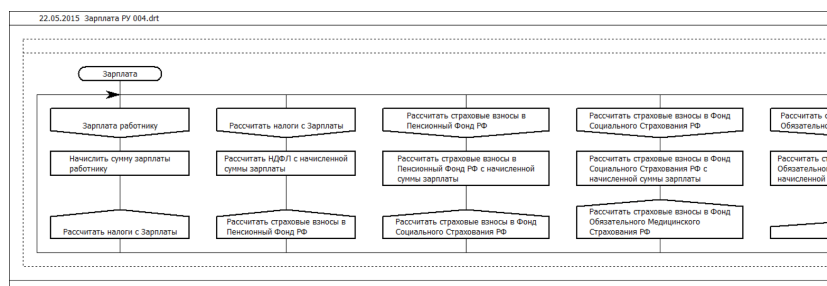 22.05.2015 Зарплата РУ 004.drt
Зарплата
Зарплата работнику
Начислить сумму зарплаты
работнику
Рассчитать налоги с Зарплаты
Рассчитать налоги с Зарплаты
Рассчитать НДФЛ с начисленной
суммы зарплаты
Рассчитать страховые взносы в
Пенсионный Фонд РФ
Рассчитать страховые взносы в
Пенсионный Фонд РФ
Рассчитать страховые взносы в
Пенсионный Фонд РФ с начисленной
суммы зарплаты
Рассчитать страховые взносы в Фонд
Социального Страхования РФ
Рассчитать страховые взносы в Фонд
Социального Страхования РФ
Рассчитать страховые взносы в Фонд
Социального Страхования РФ с
начисленной суммы зарплаты
Рассчитать страховые взносы в Фонд
Обязательного Медицинского
Страхования РФ
Рассчитать
Рассчитать
начисленной